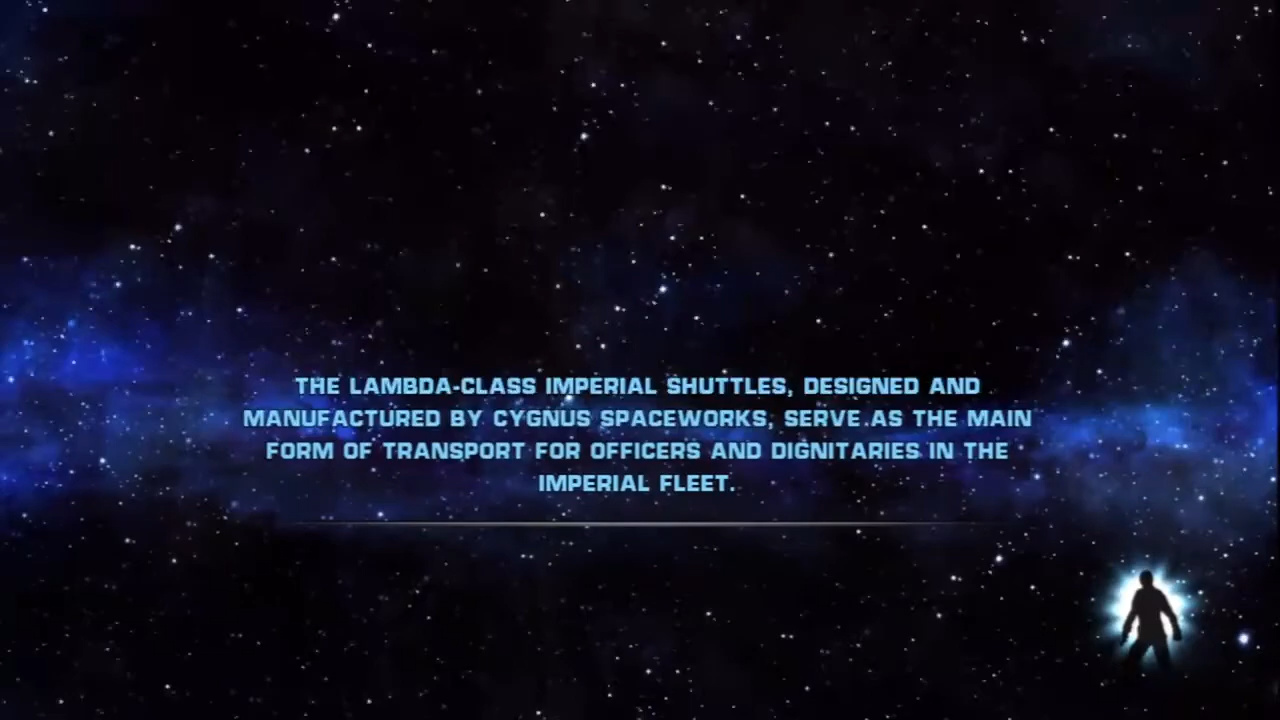 THE LAMBDA-CLASS IMPERIAL SHUTTLES, DESIGNED AND
MANUFACTURED BY CYGNUS SPACEWORKS, SERVE AS THE MAIN
FORM OF TRANSPORT FOR OFFICERS AND DIGNITARIES IN THE
IMPERIAL FLEET.